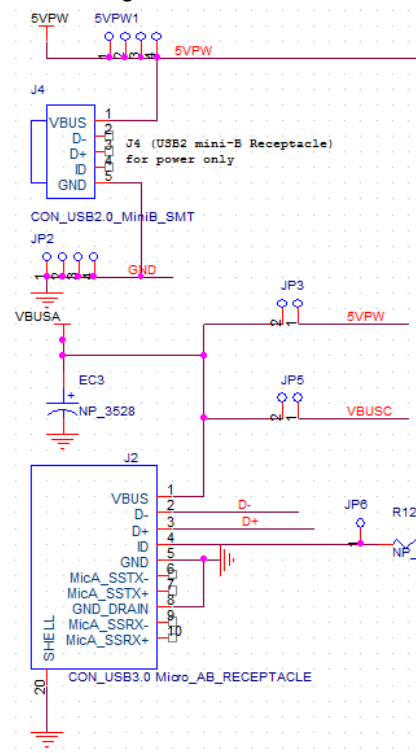 5VPW
5VPW1
1 2 3 4
5VPW
J4
VBUS 1
D- 2
D+ 3
ID 4
GND 5
J4 (USB2 mini-B Receptacle)
for power only
CON_USB2.0_MiniB_SMT
JP2
1 2 3 4
GND
VBUSA
JP3
2 1
5VPW
EC3
+
NP_3528
JP5
2 1
VBUSC
J2
VBUS 1
D- 2
D-
D+ 3
D+
ID 4
GND 5
MicA_SSTX- 6
MicA_SSTX+ 7
GND_DRAIN 8
MicA_SSRX- 9
MicA_SSRX+ 10
JP6
1
R12
NP_
SHELL
20
CON_USB3.0 Micro_AB_RECEPTACLE